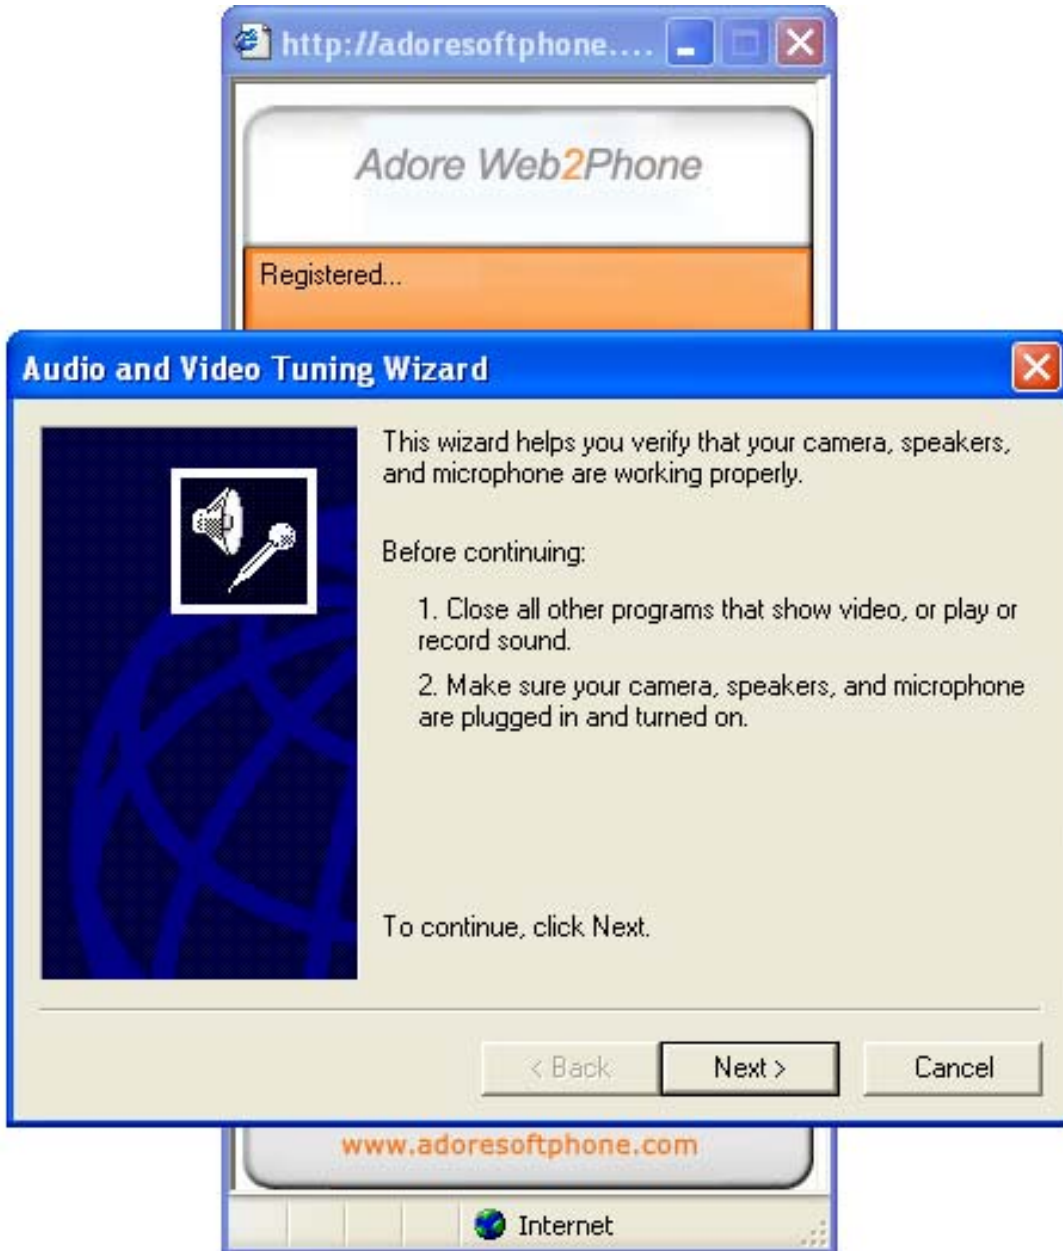 http://adoresoftphone....
Adore Web2Phone
Registered...
Audio and Video Tuning Wizard
This wizard helps you verify that your camera, speakers,
and microphone are working properly.
Before continuing:
1. Close all other programs that show video, or play or
record sound.
2. Make sure your camera, speakers, and microphone
are plugged in and turned on.
To continue, click Next.
< Back
Next >
Cancel
www.adoresoftphone.com
Internet